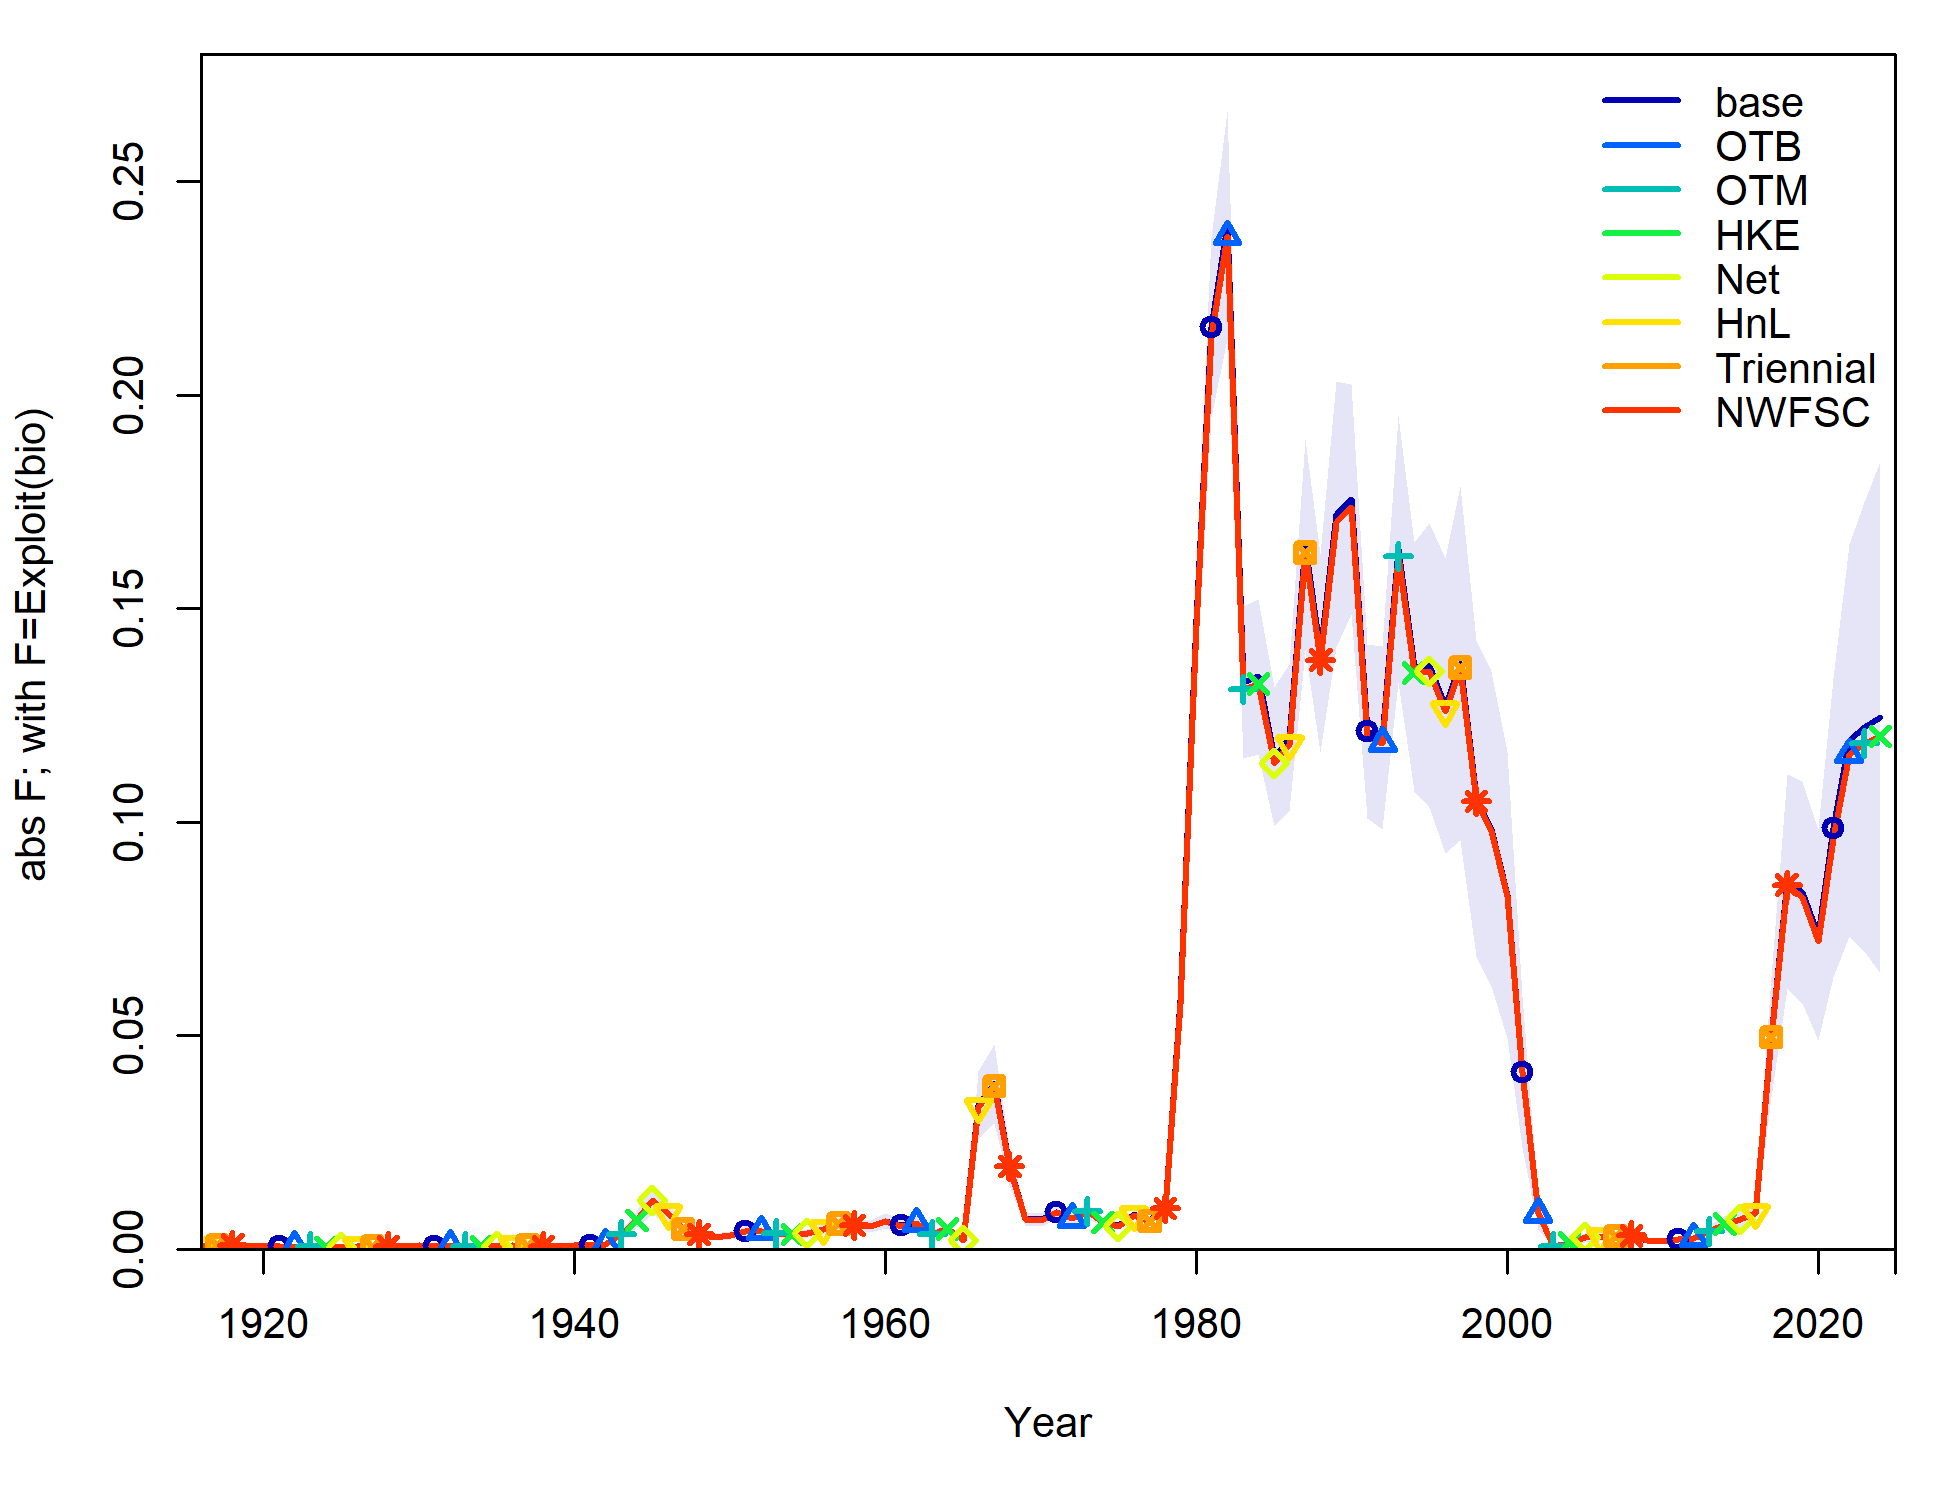 abs F; with F=Exploit(bio)
0.25
0.20
0.15
0.10
0.05
0.00
base
OTB
OTM
HKE
Net
HnL
Triennial
NWFSC
1920 1940 1960 1980 2000 2020
Year